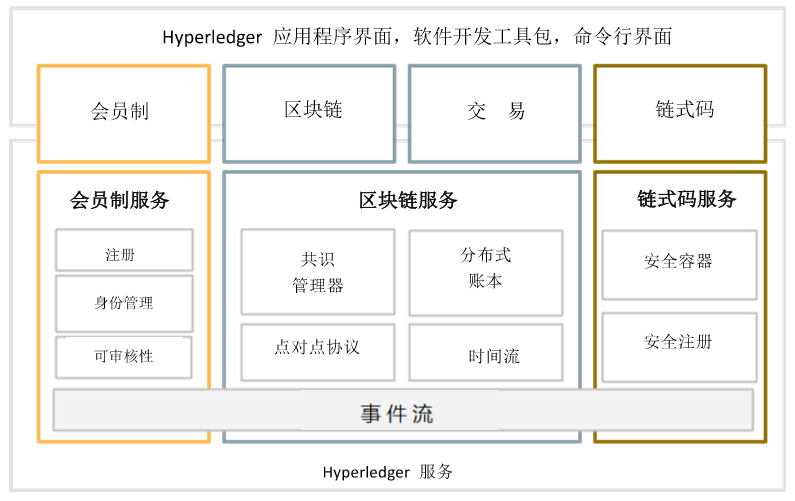 Hyperledger 应用程序界面，软件开发工具包，命令行界面
会员制
区块链
交 易
链式码
会员制服务
注册
身份管理
可审核性
区块链服务
共识
管理器
分布式
账本
点对点协议
时间流
链式码服务
安全容器
安全注册
事件流
Hyperledger 服务